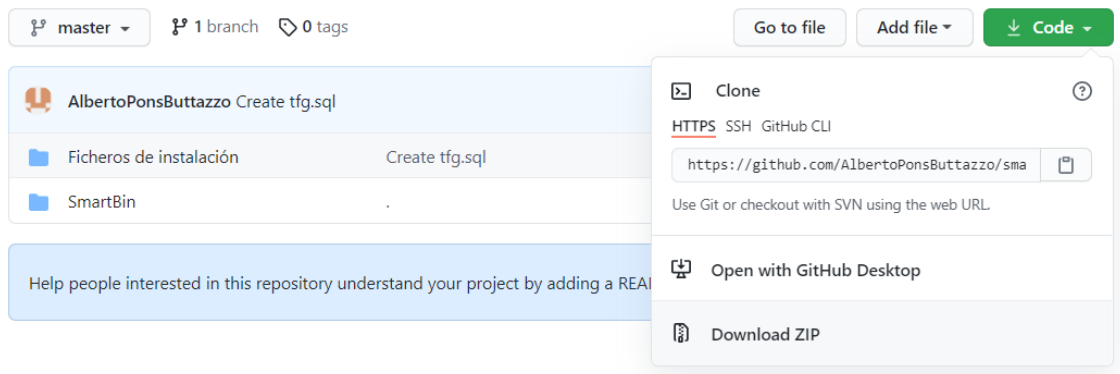 master 1 branch 0 tags Go to file Add file Code
AlbertoPonsButtazzo Create tfg.sql
Ficheros de instalación Create tfg.sql
SmartBin .
Help people interested in this repository understand your project by adding a REA
Clone
HTTPS SSH GitHub CLI
https://github.com/AlbertoPonsButtazzo/sma
Use Git or checkout with SVN using the web URL.
Open with GitHub Desktop
Download ZIP